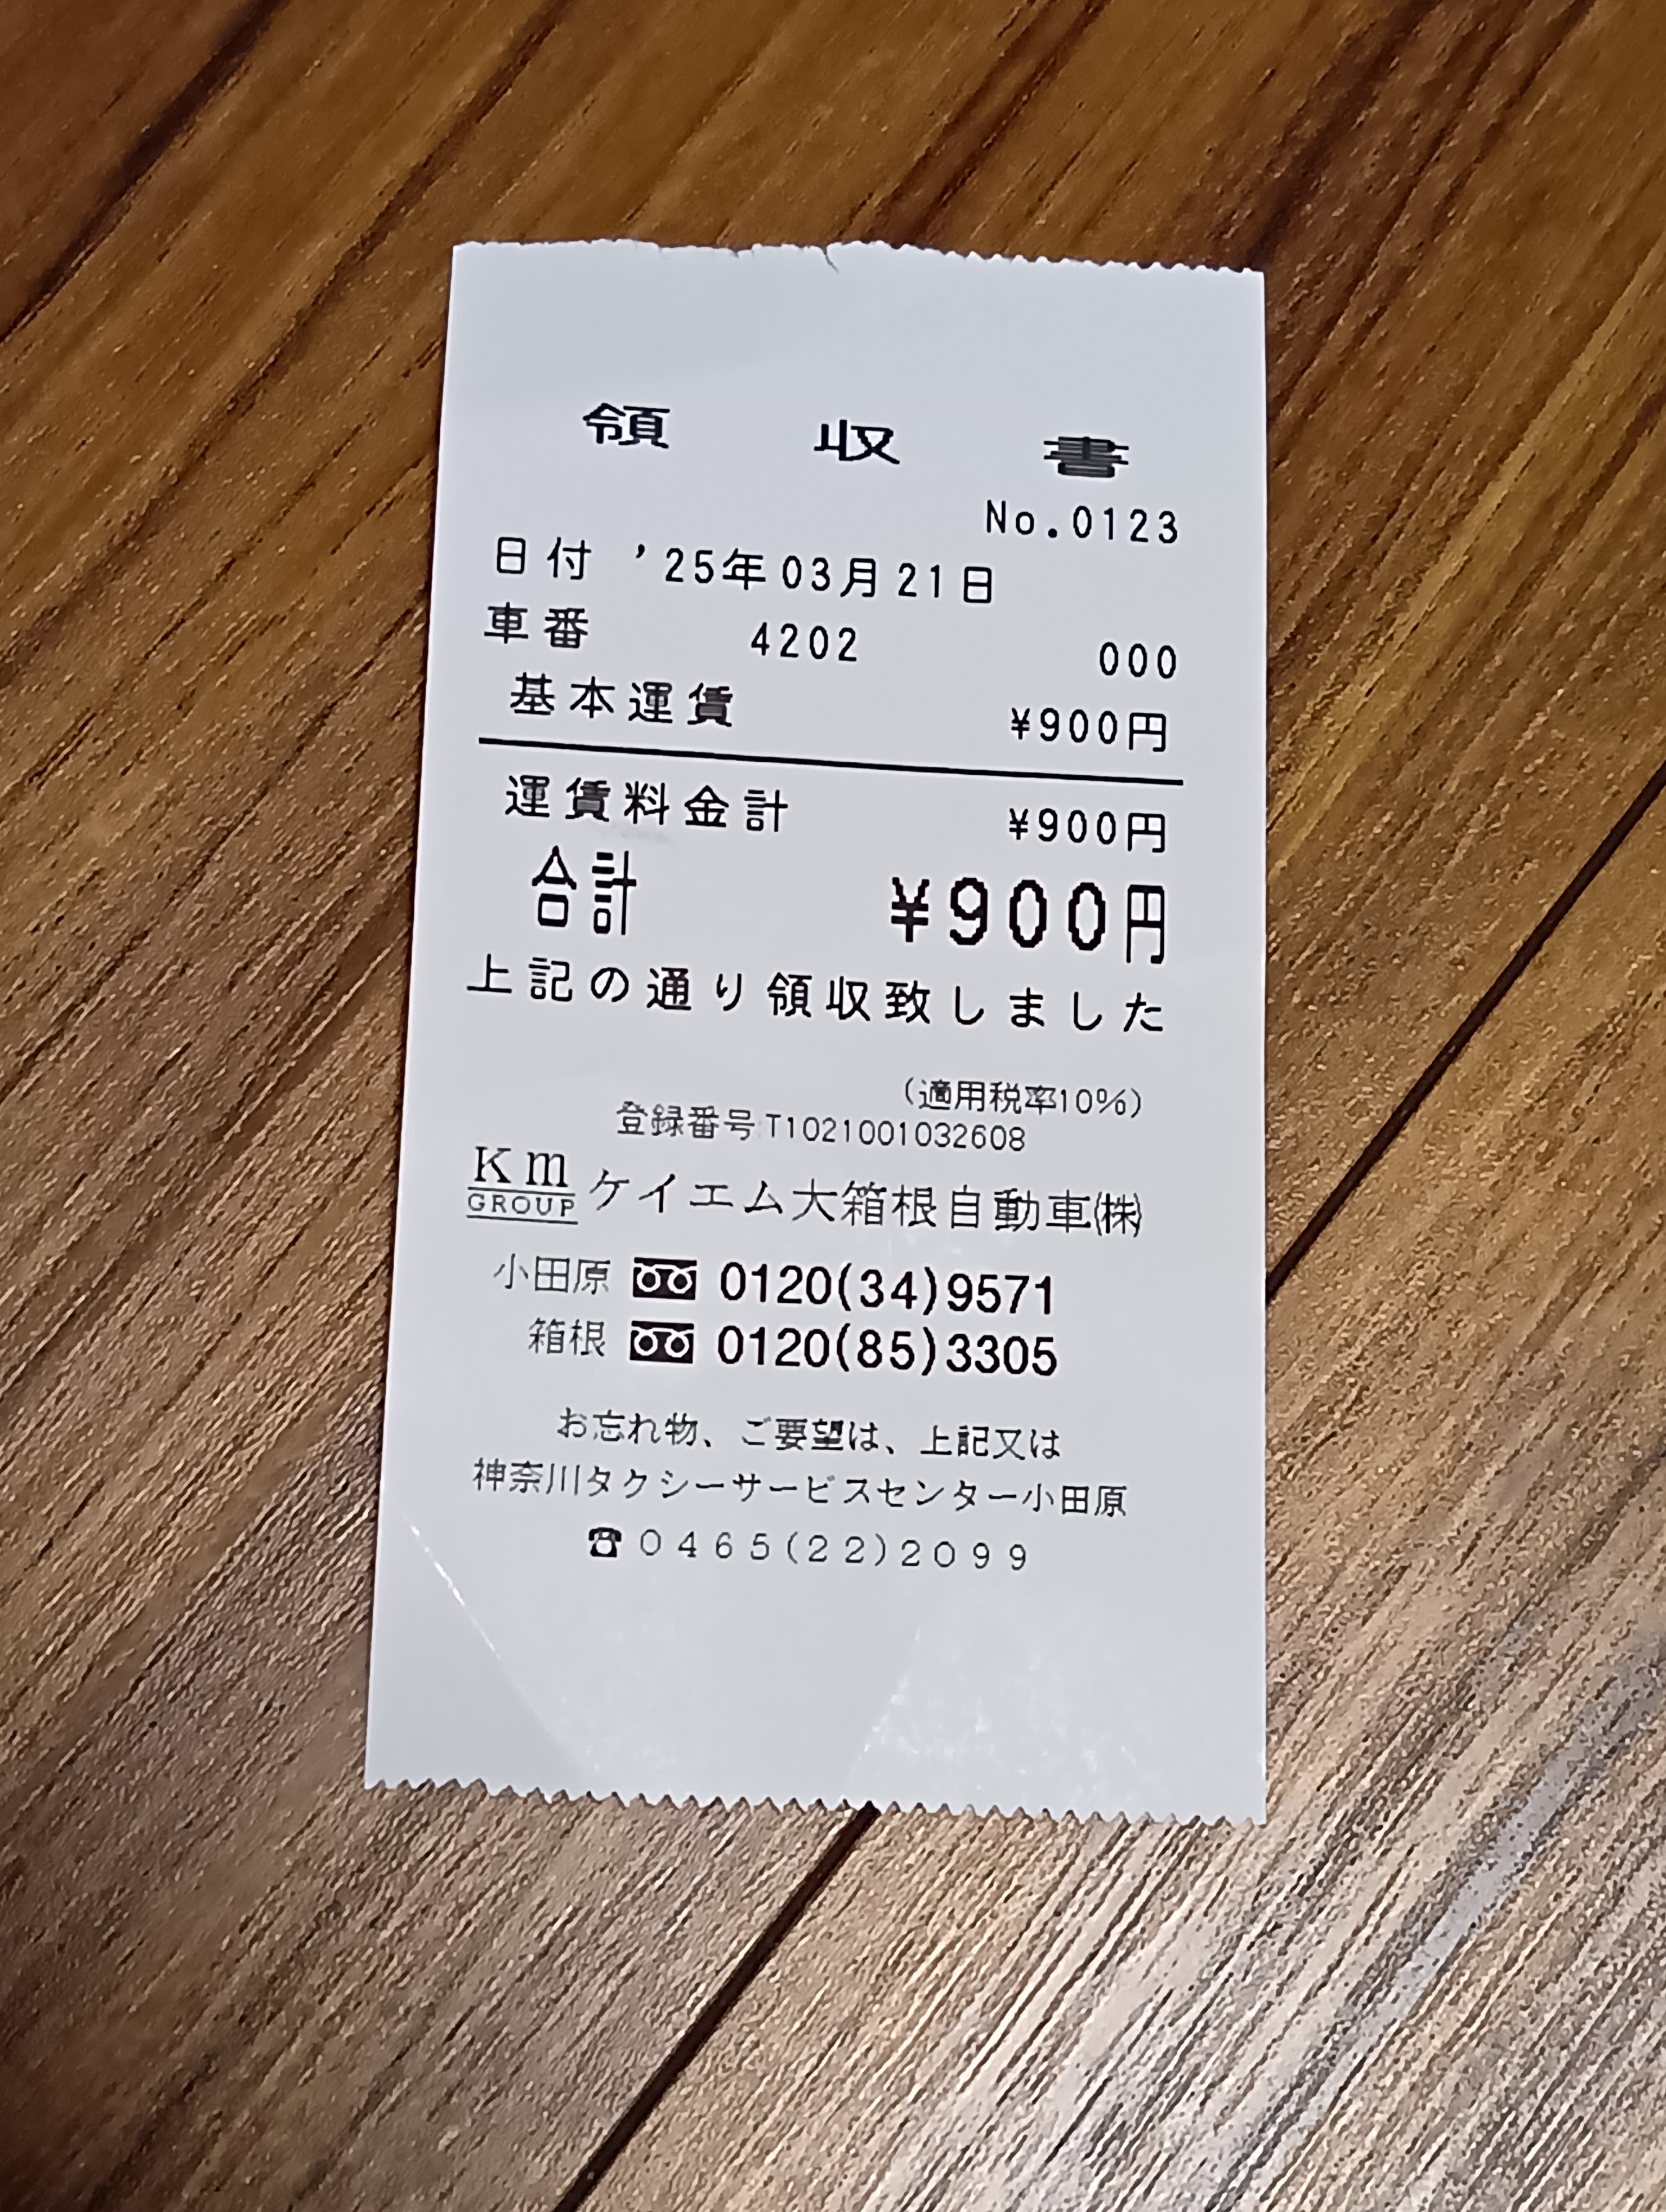 領収書
No.0123
日付 '25年03月21日
車番 4202 000
基本運賃 ¥900円
運賃料金計 ¥900円
合計 ¥900円
上記の通り領収致しました
(適用税率10%)
登録番号T1021001032608
Km GROUP ケイエム大箱根自動車㈱
小田原 0120(34)9571
箱根 0120(85)3305
お忘れ物、ご要望は、上記又は
神奈川タクシーサービスセンター小田原
☎0465(22)2099